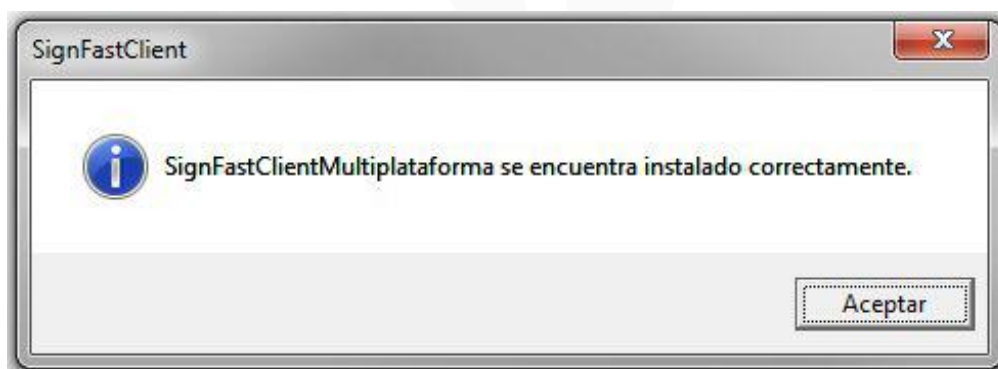 SignFastClient
SignFastClientMultiplataforma se encuentra instalado correctamente.
Aceptar